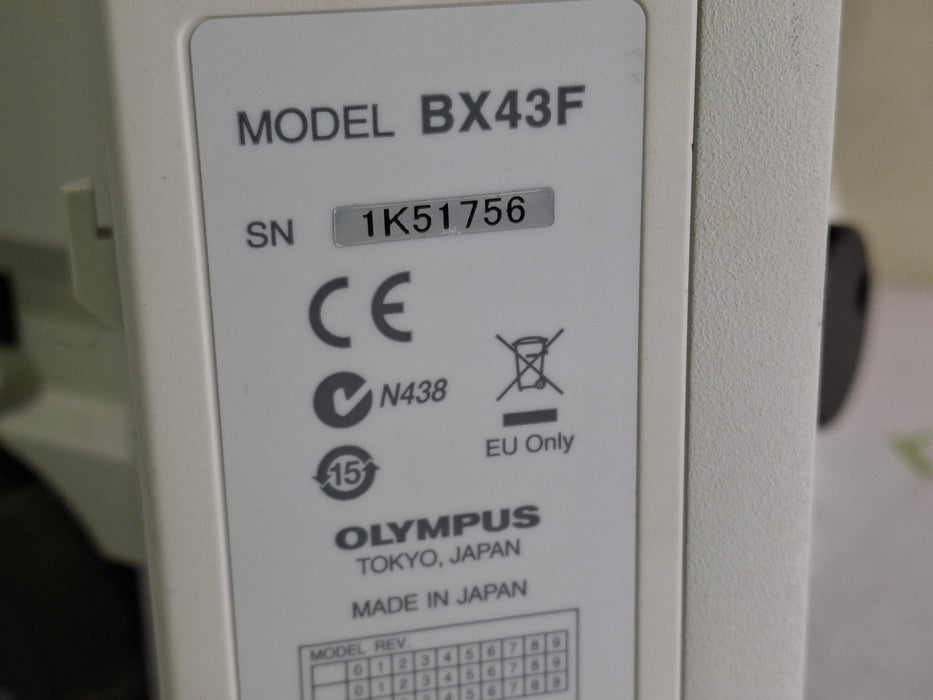 MODEL BX43F
SN 1K51756
CE
N438
15
EU Only
OLYMPUS
TOKYO, JAPAN
MADE IN JAPAN
MODEL REV.
0 1 2 3 4 5 6 7 8 9
0 1 2 3 4 5 6 7 8 9